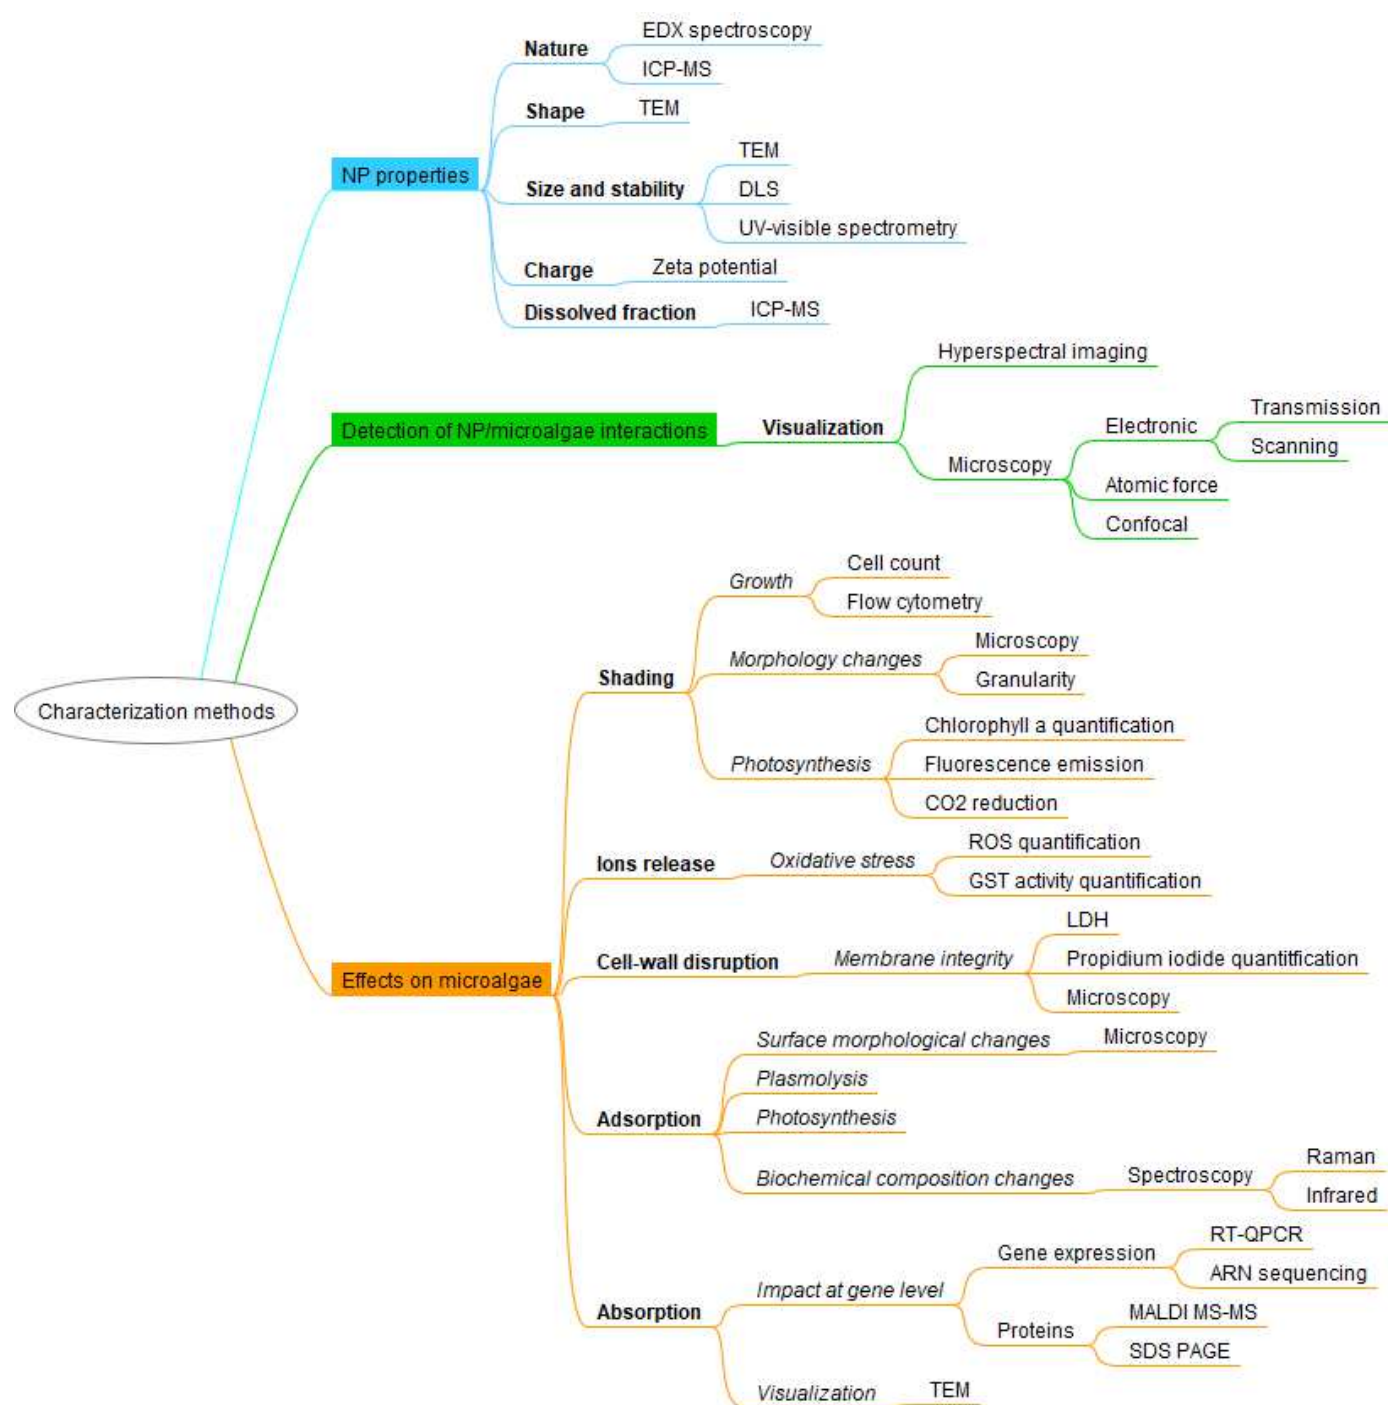 Characterization methods
NP properties
Nature
EDX spectroscopy
ICP-MS
Shape
TEM
Size and stability
TEM
DLS
UV-visible spectrometry
Charge
Zeta potential
Dissolved fraction
ICP-MS
Detection of NP/microalgae interactions
Visualization
Hyperspectral imaging
Microscopy
Electronic
Transmission
Scanning
Atomic force
Confocal
Effects on microalgae
Shading
Growth
Cell count
Flow cytometry
Morphology changes
Microscopy
Granularity
Photosynthesis
Chlorophyll a quantification
Fluorescence emission
CO2 reduction
Ions release
Oxidative stress
ROS quantification
GST activity quantification
Cell-wall disruption
Membrane integrity
LDH
Propidium iodide quantitfication
Microscopy
Adsorption
Surface morphological changes
Microscopy
Plasmolysis
Photosynthesis
Biochemical composition changes
Spectroscopy
Raman
Infrared
Absorption
Impact at gene level
Gene expression
RT-QPCR
ARN sequencing
Proteins
MALDI MS-MS
SDS PAGE
Visualization
TEM